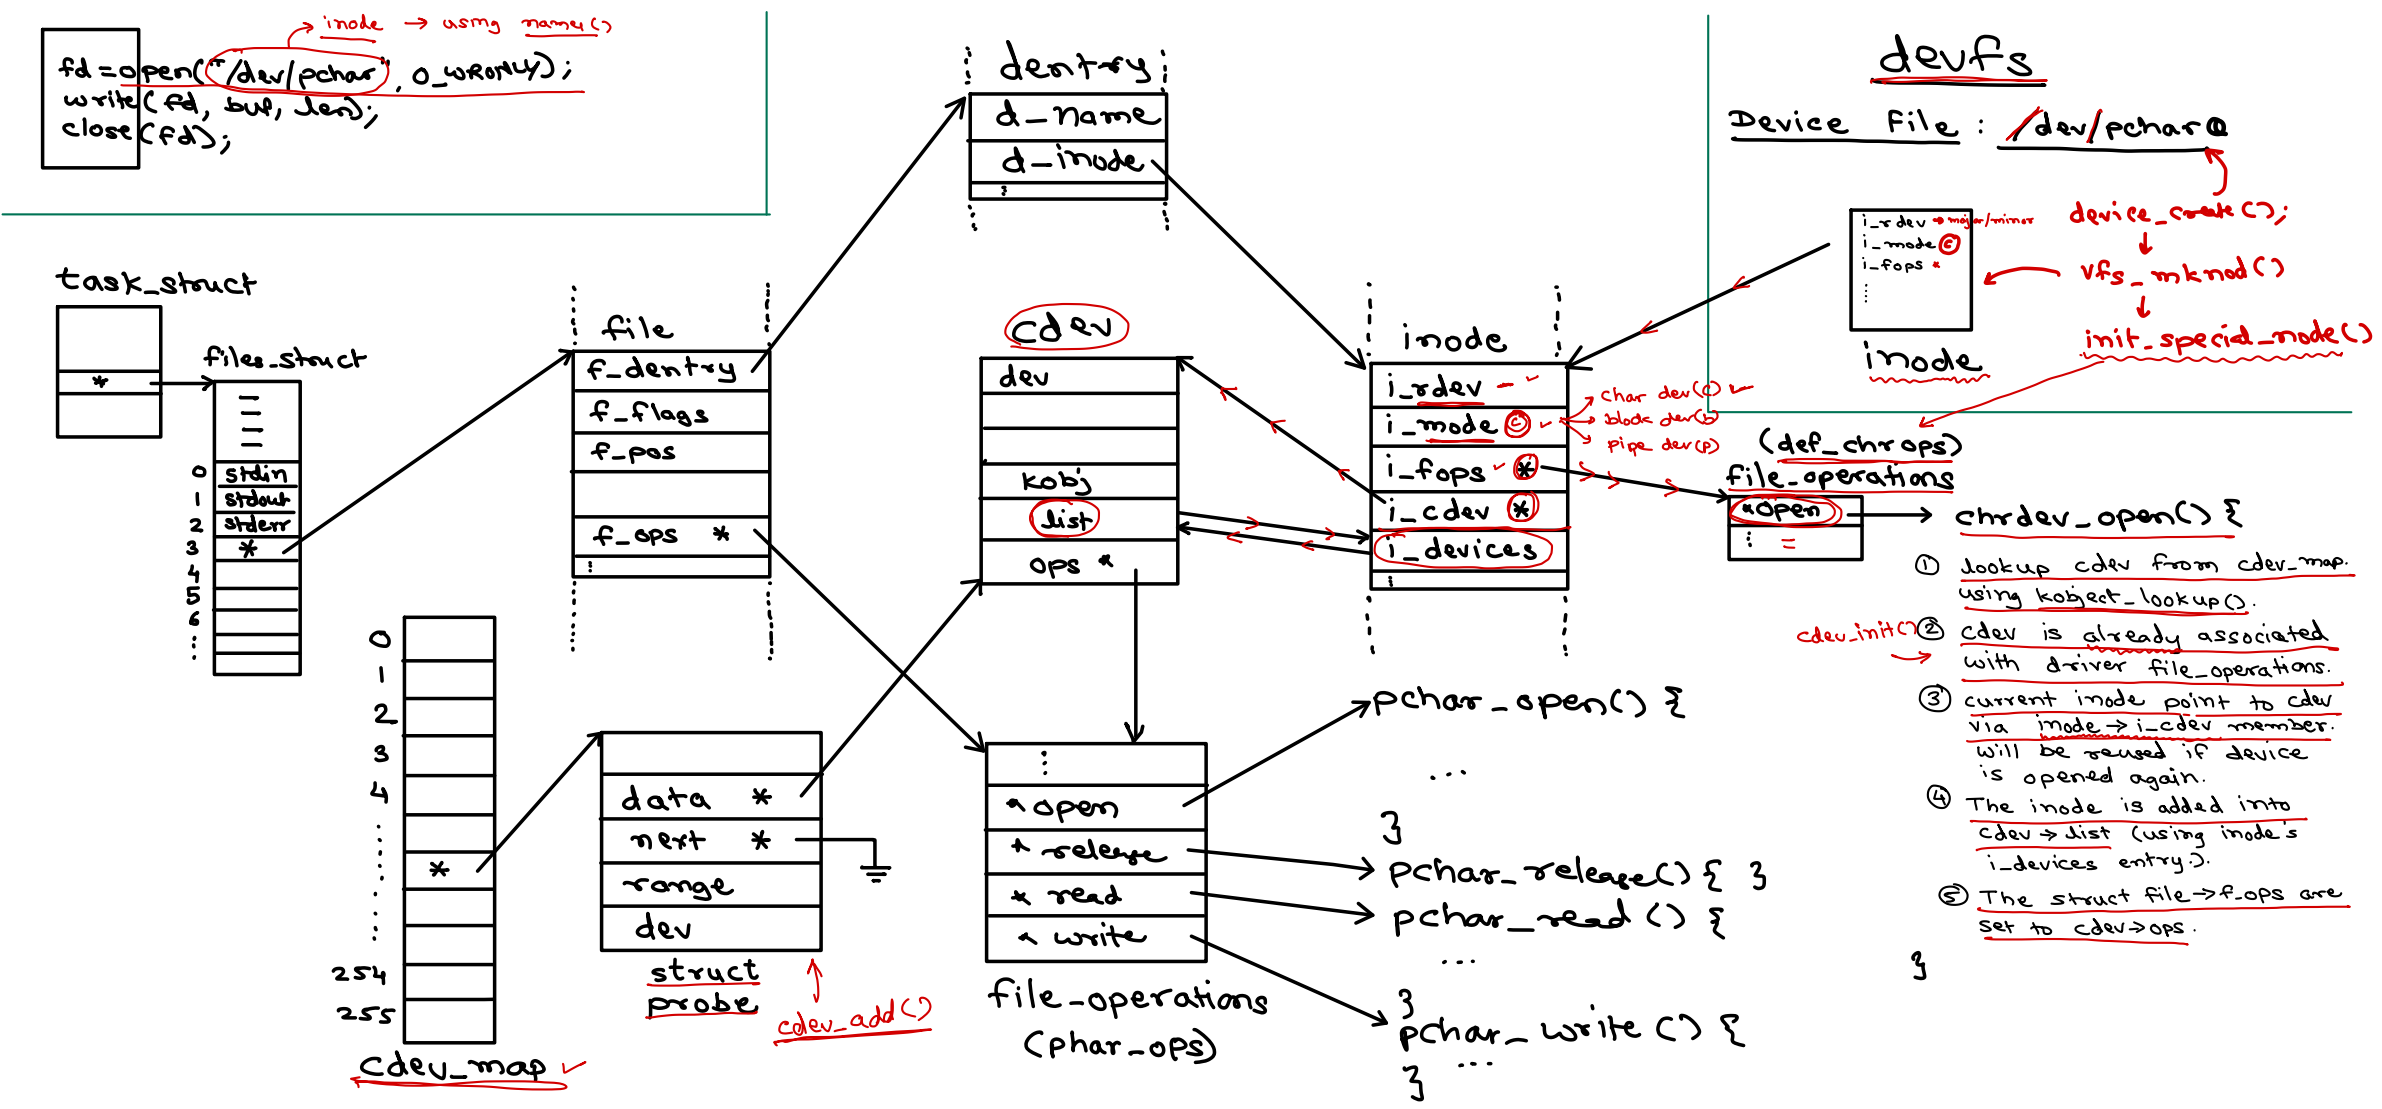 inode → using namei()
fd = open("/dev/pchar", O_WRONLY);
write(fd, buf, len);
close(fd);
dentry
d_name
d_inode
devfs
Device File : /dev/pchar0
device_create();
vfs_mknod()
init_special_node()
i_rdev → major/minor
i_mode c
i_fops *
inode
task_struct
*
files_struct
0 stdin
1 stdout
2 stderr
3 *
4
5
6
file
f_dentry
f_flags
f_pos
f_ops *
cdev
dev
kobj
list
ops *
inode
i_rdev
i_mode c
i_fops *
i_cdev *
i_devices
char dev(c)
block dev(b)
pipe dev(p)
(def_chr_ops)
file_operations
*open
=
chrdev_open() {
① lookup cdev from cdev_map.
using kobject_lookup().
cdev_init()
② cdev is already associated
with driver file_operations.
③ current inode point to cdev
via inode → i_cdev member.
will be reused if device
is opened again.
④ The inode is added into
cdev → list (using inode's
i_devices entry.).
⑤ The struct file → f_ops are
set to cdev → ops.
}
0
1
2
3
4
*
254
255
cdev_map
data *
next *
range
dev
struct
probe
cdev_add()
* open
* release
* read
* write
file_operations
(phar_ops)
pchar_open() {
...
}
pchar_release() { }
pchar_read () {
...
}
pchar_write () {
...
}